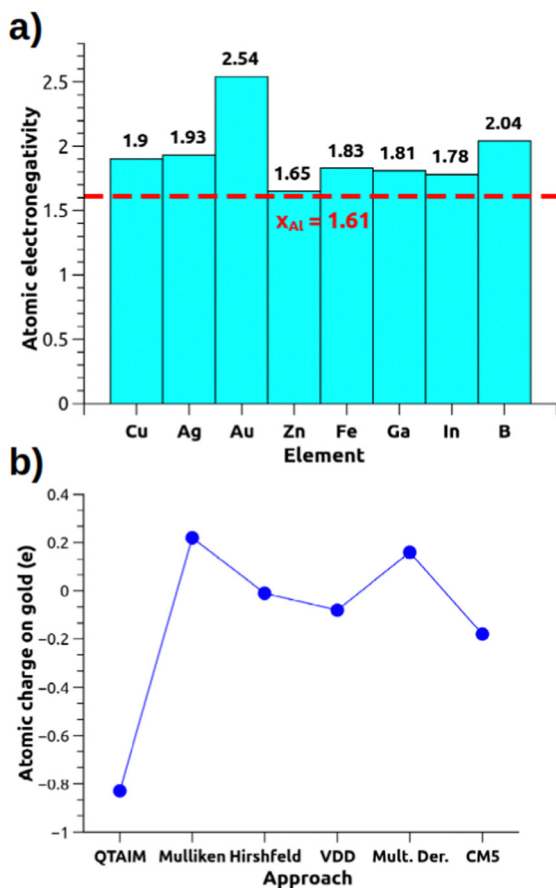 a)
Atomic electronegativity
2.5
2
1.5
1
0.5
0
1.9
1.93
2.54
1.65
1.83
1.81
1.78
2.04
xAl = 1.61
Cu Ag Au Zn Fe Ga In B
Element
b)
Atomic charge on gold (e)
0.4
0.2
0
−0.2
−0.4
−0.6
−0.8
−1
QTAIM Mulliken Hirshfeld VDD Mult. Der. CM5
Approach